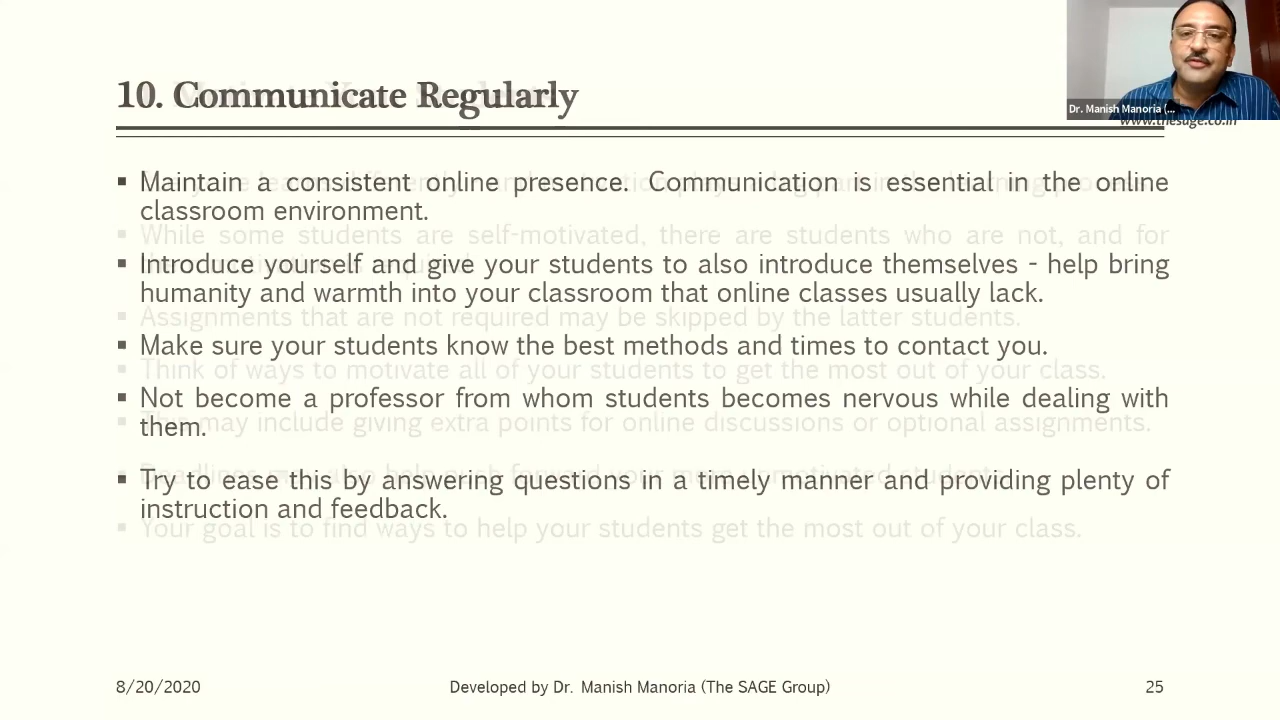 Dr. Manish Manoria (...
www.thesage.co.in
10. Communicate Regularly
▪ Maintain a consistent online presence. Communication is essential in the online
classroom environment.
▪ While some students are self-motivated, there are students who are not, and for
▪ Introduce yourself and give your students to also introduce themselves - help bring
humanity and warmth into your classroom that online classes usually lack.
▪ Assignments that are not required may be skipped by the latter students.
▪ Make sure your students know the best methods and times to contact you.
▪ Think of ways to motivate all of your students to get the most out of your class.
▪ Not become a professor from whom students becomes nervous while dealing with
▪ This may include giving extra points for online discussions or optional assignments.
them.
▪ Try to ease this by answering questions in a timely manner and providing plenty of
instruction and feedback.
▪ Your goal is to find ways to help your students get the most out of your class.
8/20/2020
Developed by Dr. Manish Manoria (The SAGE Group)
25